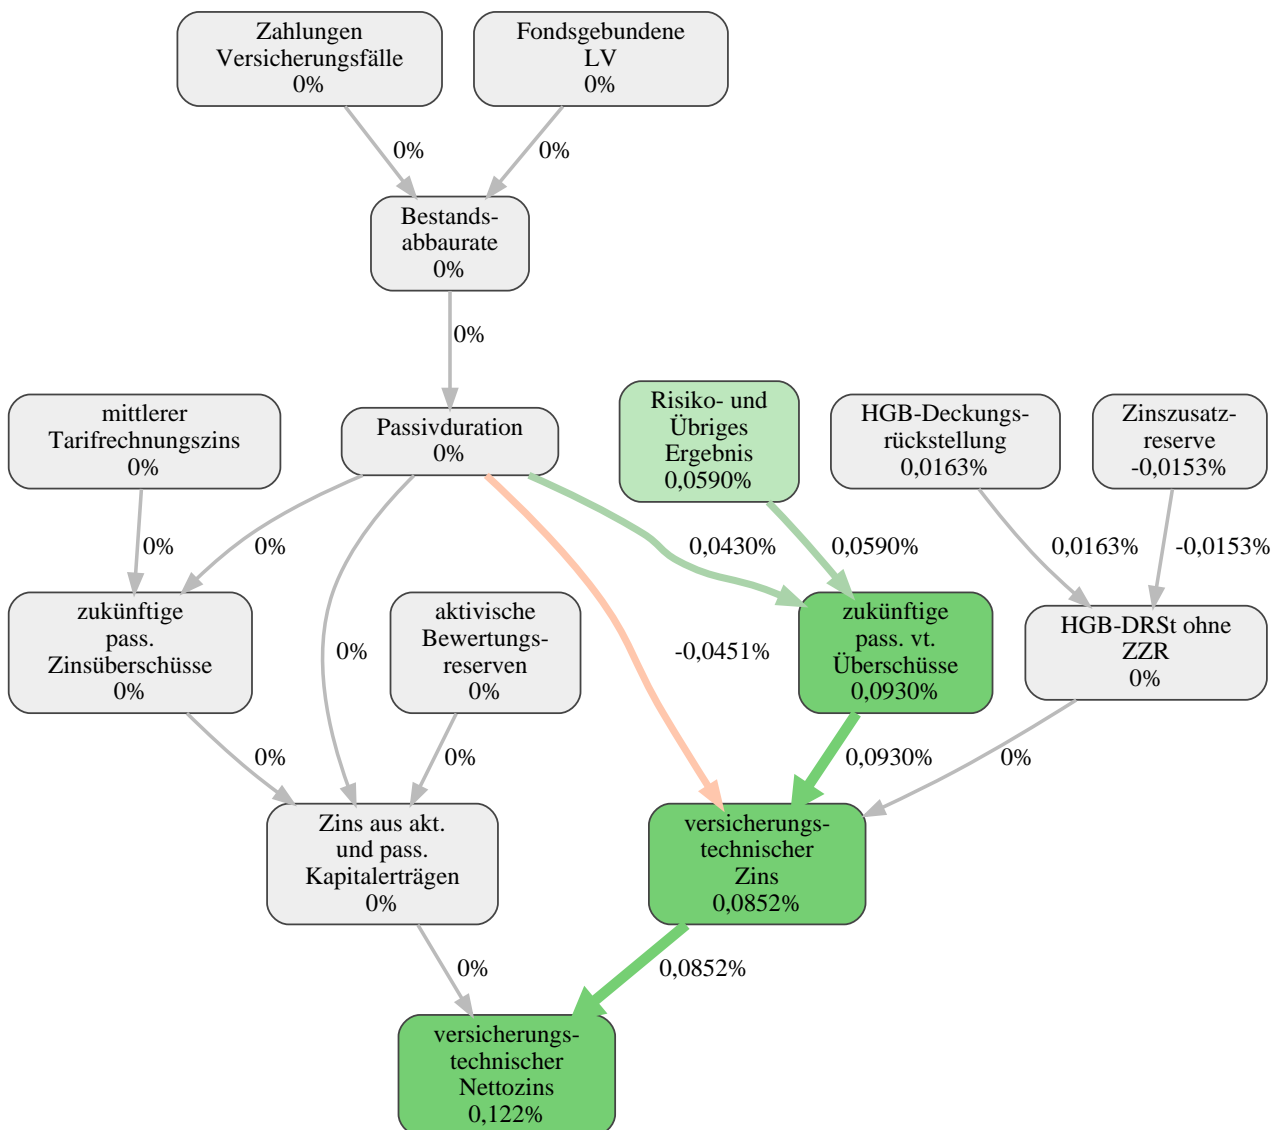 Zahlungen
Versicherungsfälle
0%
Fondsgebundene
LV
0%
0%
0%
Bestands-
abbaurate
0%
0%
mittlerer
Tarifrechnungszins
0%
Passivduration
0%
Risiko- und
Übriges
Ergebnis
0,0590%
HGB-Deckungs-
rückstellung
0,0163%
Zinszusatz-
reserve
-0,0153%
0%
0%
0,0430%
0,0590%
0,0163%
-0,0153%
zukünftige
pass.
Zinsüberschüsse
0%
0%
aktivische
Bewertungs-
reserven
0%
-0,0451%
zukünftige
pass. vt.
Überschüsse
0,0930%
HGB-DRSt ohne
ZZR
0%
0%
0%
0,0930%
0%
Zins aus akt.
und pass.
Kapitalerträgen
0%
versicherungs-
technischer
Zins
0,0852%
0%
0,0852%
versicherungs-
technischer
Nettozins
0,122%